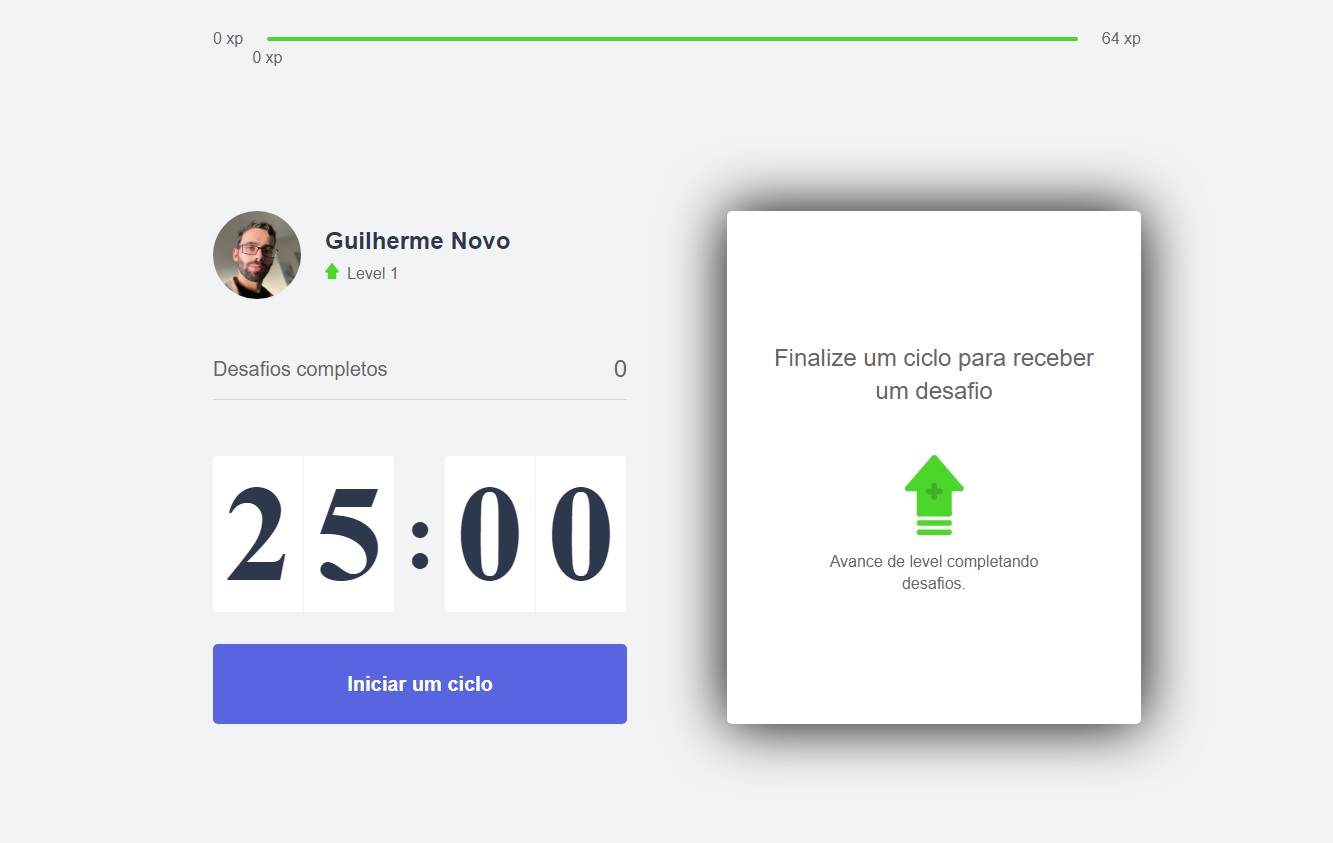 0 xp
64 xp
0 xp
Guilherme Novo
Level 1
Desafios completos
0
25:00
Iniciar um ciclo
Finalize um ciclo para receber
um desafio
Avance de level completando
desafios.